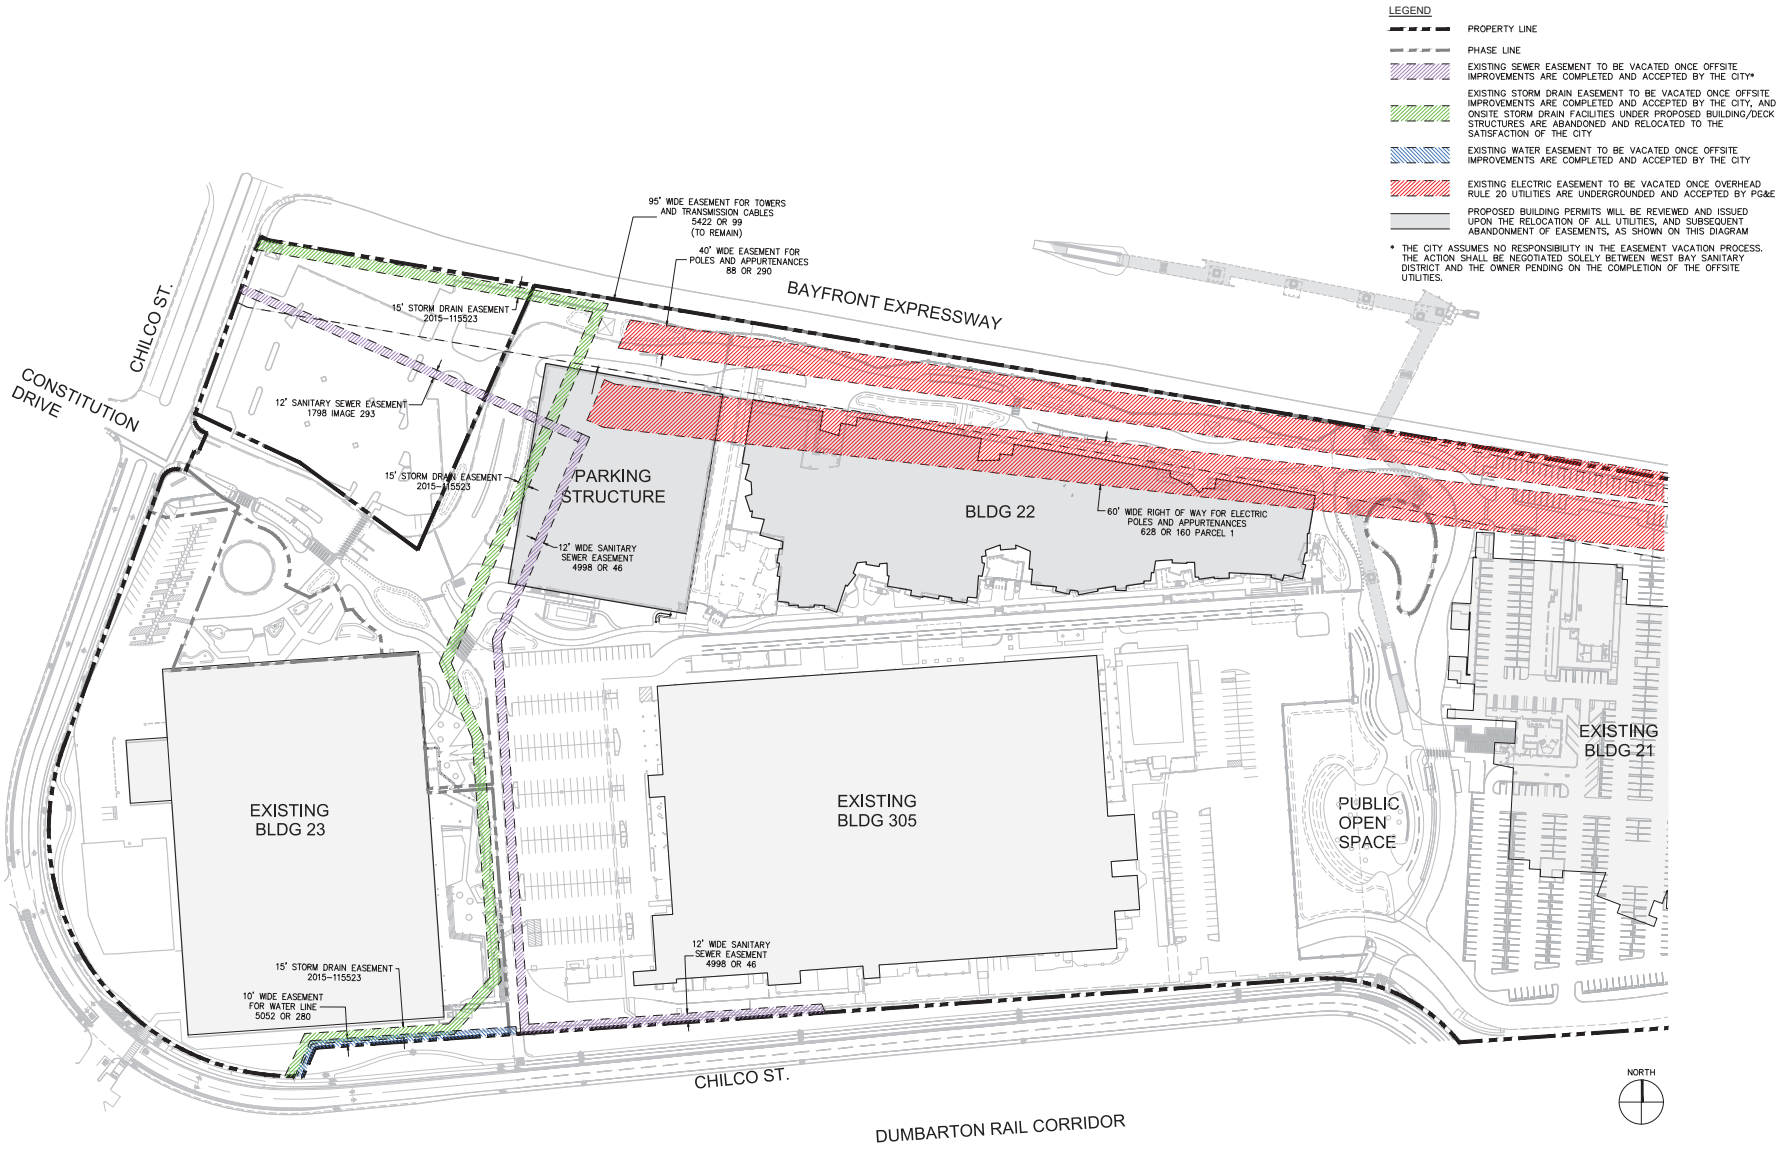 LEGEND
PROPERTY LINE
PHASE LINE
EXISTING SEWER EASEMENT TO BE VACATED ONCE OFFSITE
IMPROVEMENTS ARE COMPLETED AND ACCEPTED BY THE CITY*
EXISTING STORM DRAIN EASEMENT TO BE VACATED ONCE OFFSITE
IMPROVEMENTS ARE COMPLETED AND ACCEPTED BY THE CITY, AND
ONSITE STORM DRAIN FACILITIES UNDER PROPOSED BUILDING/DECK
STRUCTURES ARE ABANDONED AND RELOCATED TO THE
SATISFACTION OF THE CITY
EXISTING WATER EASEMENT TO BE VACATED ONCE OFFSITE
IMPROVEMENTS ARE COMPLETED AND ACCEPTED BY THE CITY
EXISTING ELECTRIC EASEMENT TO BE VACATED ONCE OVERHEAD
RULE 20 UTILITIES ARE UNDERGROUNDED AND ACCEPTED BY PG&E
PROPOSED BUILDING PERMITS WILL BE REVIEWED AND ISSUED
UPON THE RELOCATION OF ALL UTILITIES, AND SUBSEQUENT
ABANDONMENT OF EASEMENTS, AS SHOWN ON THIS DIAGRAM
* THE CITY ASSUMES NO RESPONSIBILITY IN THE EASEMENT VACATION PROCESS.
THE ACTION SHALL BE NEGOTIATED SOLELY BETWEEN WEST BAY SANITARY
DISTRICT AND THE OWNER PENDING ON THE COMPLETION OF THE OFFSITE
UTILITIES.
95' WIDE EASEMENT FOR TOWERS
AND TRANSMISSION CABLES
5422 OR 99
(TO REMAIN)
40' WIDE EASEMENT FOR
POLES AND APPURTENANCES
88 OR 290
BAYFRONT EXPRESSWAY
CHILCO ST.
15' STORM DRAIN EASEMENT
2015-115523
CONSTITUTION
DRIVE
12' SANITARY SEWER EASEMENT
1798 IMAGE 293
15' STORM DRAIN EASEMENT
2015-115523
PARKING
STRUCTURE
BLDG 22
60' WIDE RIGHT OF WAY FOR ELECTRIC
POLES AND APPURTENANCES
628 OR 160 PARCEL 1
12' WIDE SANITARY
SEWER EASEMENT
4998 OR 46
EXISTING
BLDG 21
EXISTING
BLDG 23
EXISTING
BLDG 305
PUBLIC
OPEN
SPACE
12' WIDE SANITARY
SEWER EASEMENT
4998 OR 46
15' STORM DRAIN EASEMENT
2015-115523
10' WIDE EASEMENT
FOR WATER LINE
5052 OR 280
CHILCO ST.
NORTH
DUMBARTON RAIL CORRIDOR